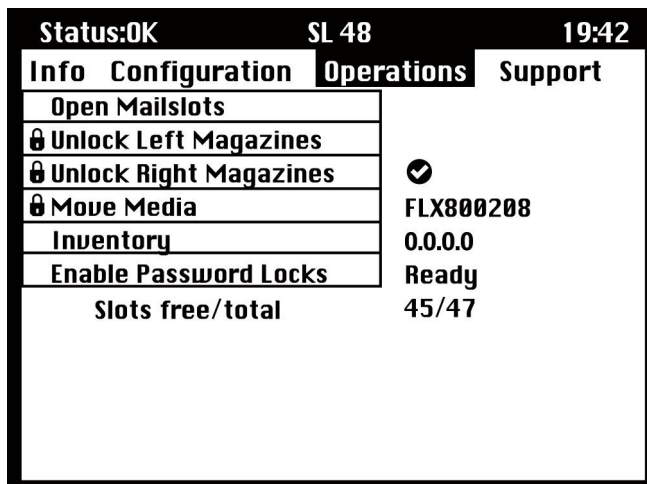 Status:OK SL 48 19:42
Info Configuration Operations Support
Open Mailslots
Unlock Left Magazines
Unlock Right Magazines
Move Media FLX800208
Inventory 0.0.0.0
Enable Password Locks Ready
Slots free/total 45/47